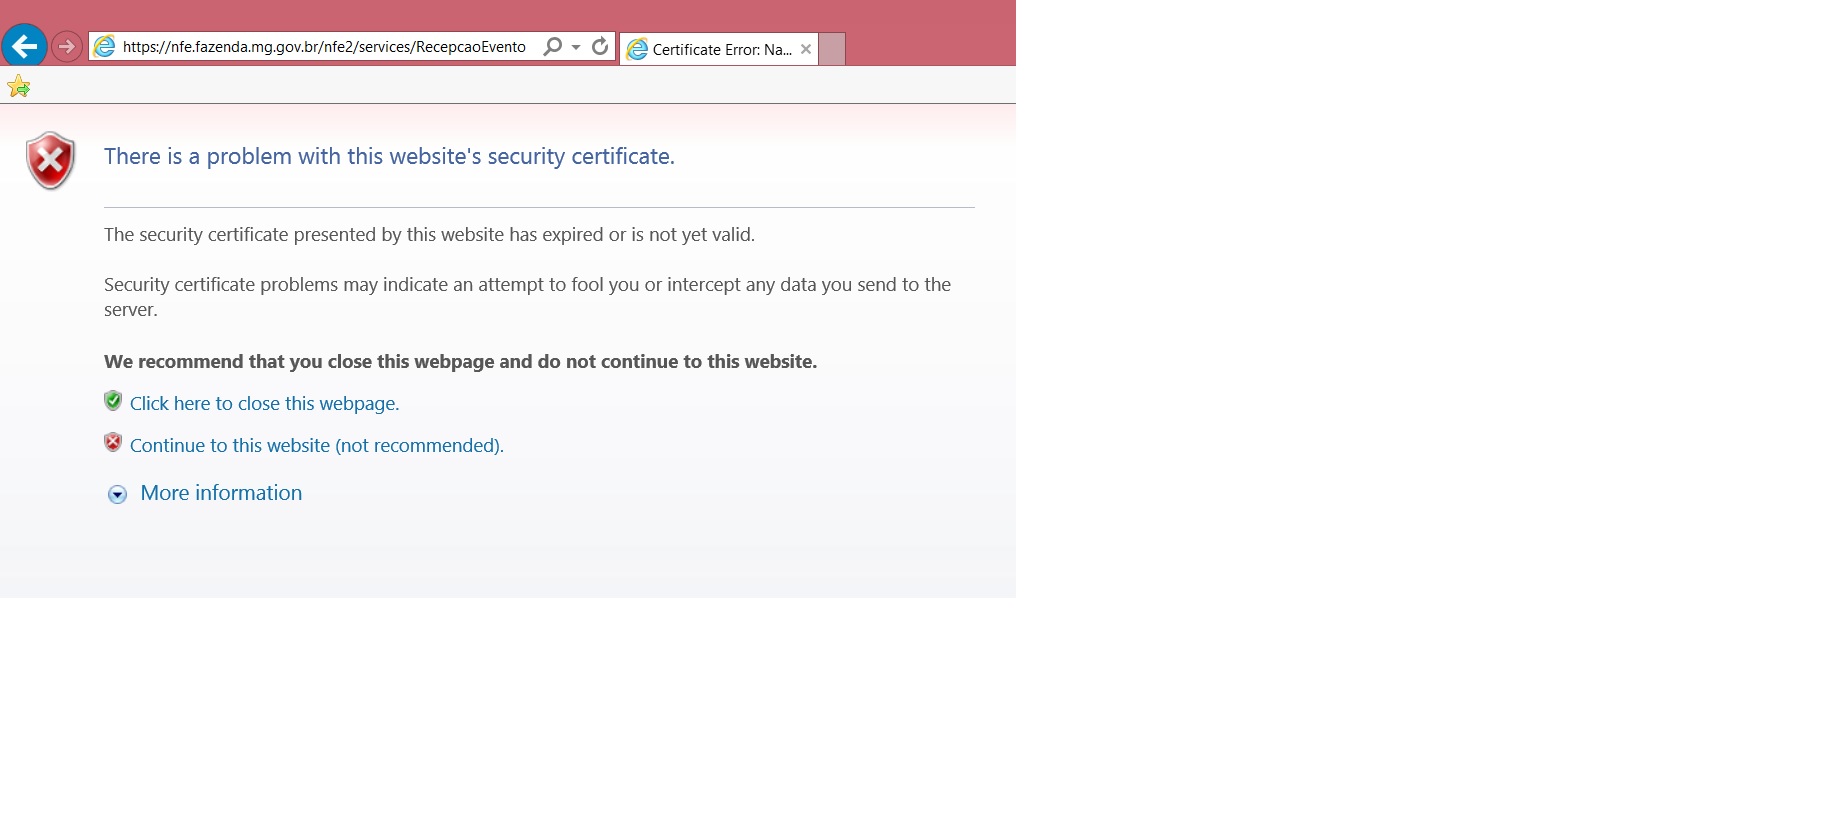 https://nfe.fazenda.mg.gov.br/nfe2/services/RecepcaoEvento
Certificate Error: Na...
There is a problem with this website's security certificate.
The security certificate presented by this website has expired or is not yet valid.
Security certificate problems may indicate an attempt to fool you or intercept any data you send to the
server.
We recommend that you close this webpage and do not continue to this website.
Click here to close this webpage.
Continue to this website (not recommended).
More information